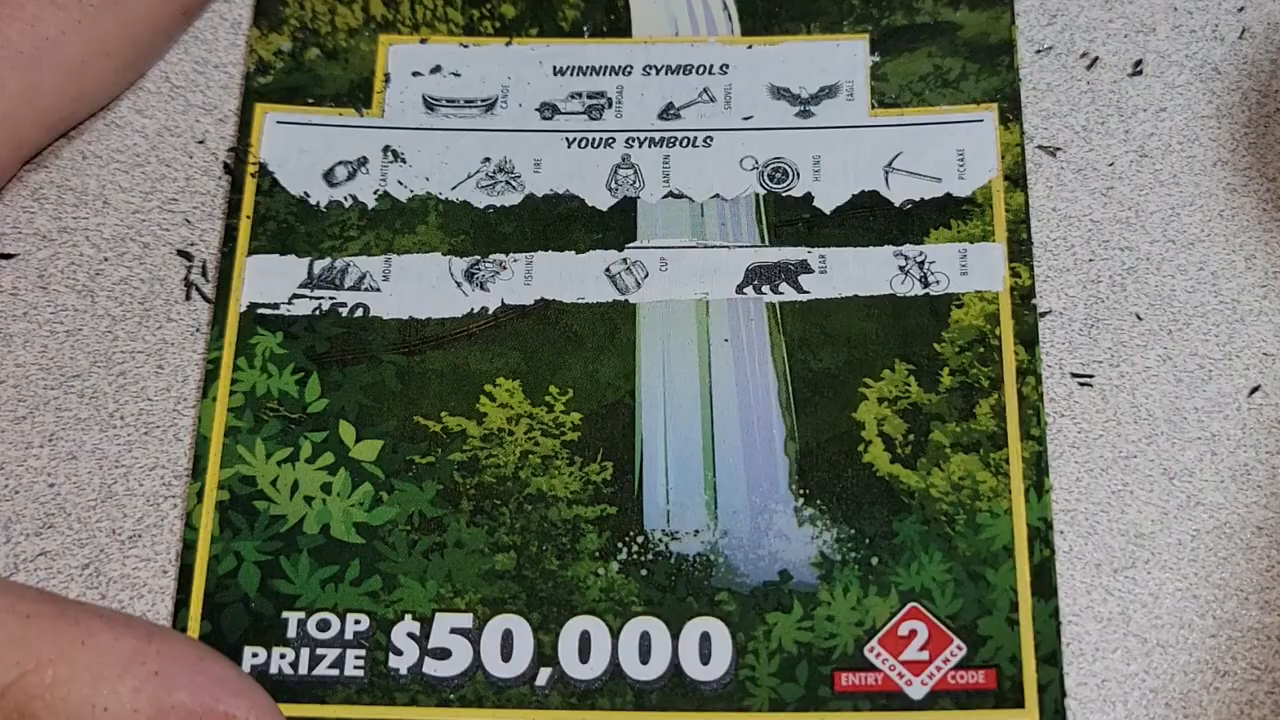 WINNING SYMBOLS
CANOE OFFROAD SHOVEL EAGLE
YOUR SYMBOLS
CANTEEN FIRE LANTERN HIKING PICKAXE
FISHING CUP BEAR BIKING
TOP PRIZE $50,000
2
SECOND CHANCE
ENTRY CODE